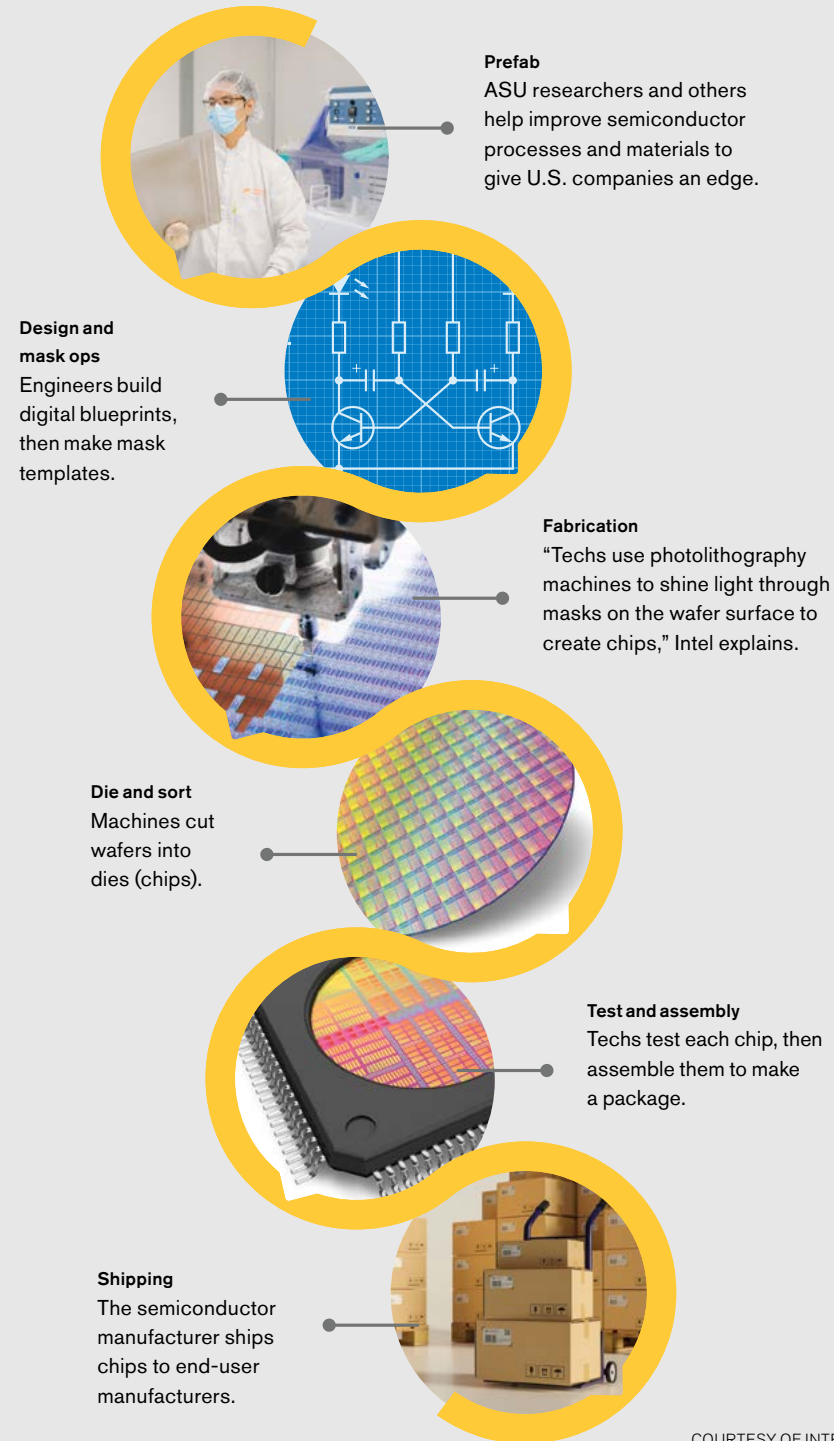 Prefab
ASU researchers and others
help improve semiconductor
processes and materials to
give U.S. companies an edge.
Design and
mask ops
Engineers build
digital blueprints,
then make mask
templates.
Fabrication
“Techs use photolithography
machines to shine light through
masks on the wafer surface to
create chips,” Intel explains.
Die and sort
Machines cut
wafers into
dies (chips).
Test and assembly
Techs test each chip, then
assemble them to make
a package.
Shipping
The semiconductor
manufacturer ships
chips to end-user
manufacturers.
COURTESY OF INTE